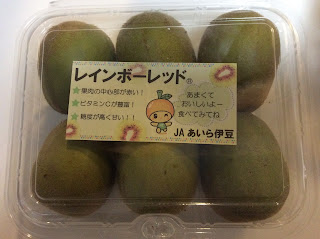 レインボーレッド®
★果肉の中心部が赤い!
★ビタミンCが豊富!
★糖度が高く甘い!!
あまくて
おいしいよー
食べてみてね
JA あいら伊豆